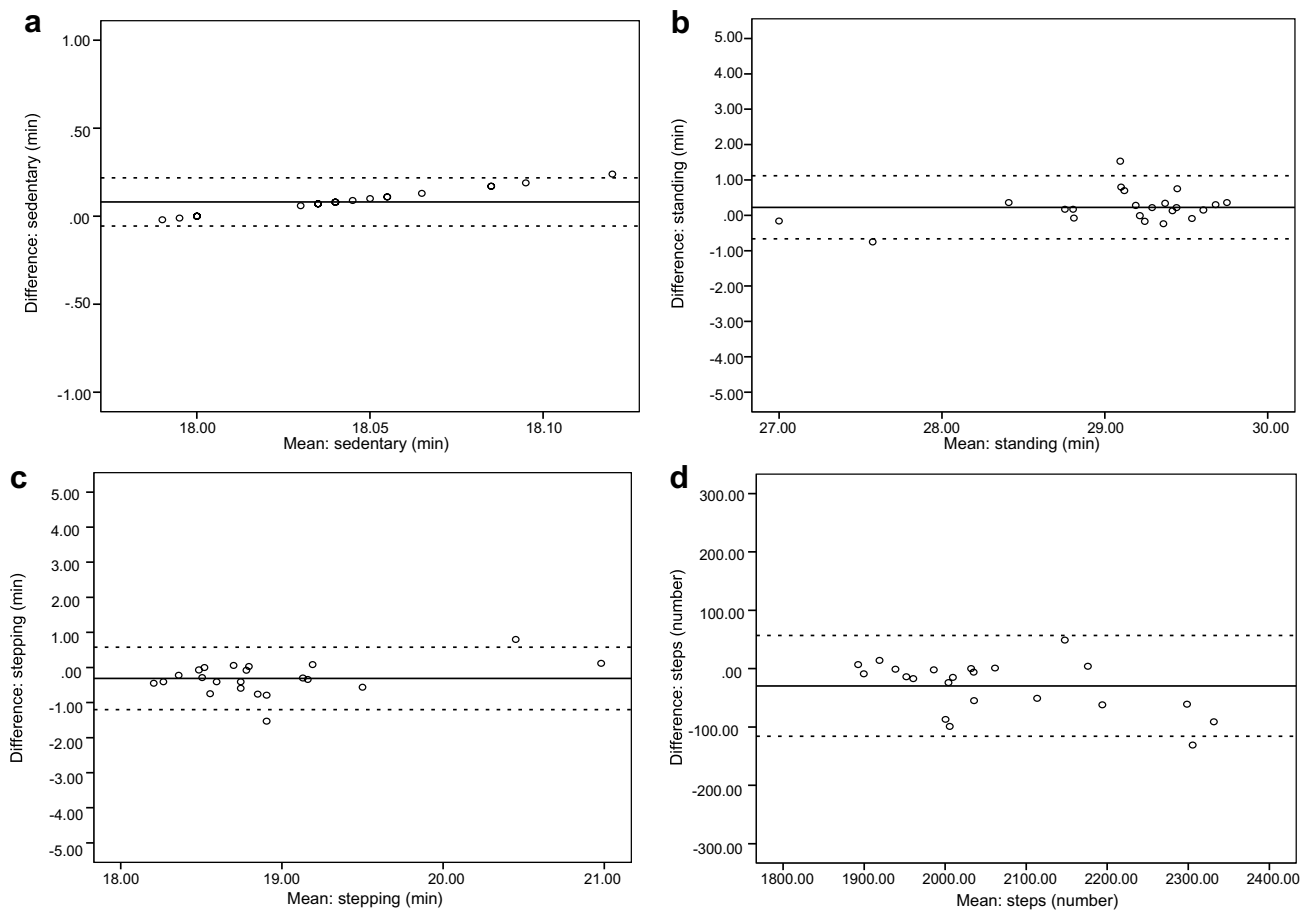 a
1.00
.50
.00
-.50
-1.00
Difference: sedentary (min)
18.00 18.05 18.10
Mean: sedentary (min)
b
5.00
4.00
3.00
2.00
1.00
.00
-1.00
-2.00
-3.00
-4.00
-5.00
Difference: standing (min)
27.00 28.00 29.00 30.00
Mean: standing (min)
c
5.00
4.00
3.00
2.00
1.00
.00
-1.00
-2.00
-3.00
-4.00
-5.00
Difference: stepping (min)
18.00 19.00 20.00 21.00
Mean: stepping (min)
d
300.00
200.00
100.00
.00
-100.00
-200.00
-300.00
Difference: steps (number)
1800.00 1900.00 2000.00 2100.00 2200.00 2300.00 2400.00
Mean: steps (number)